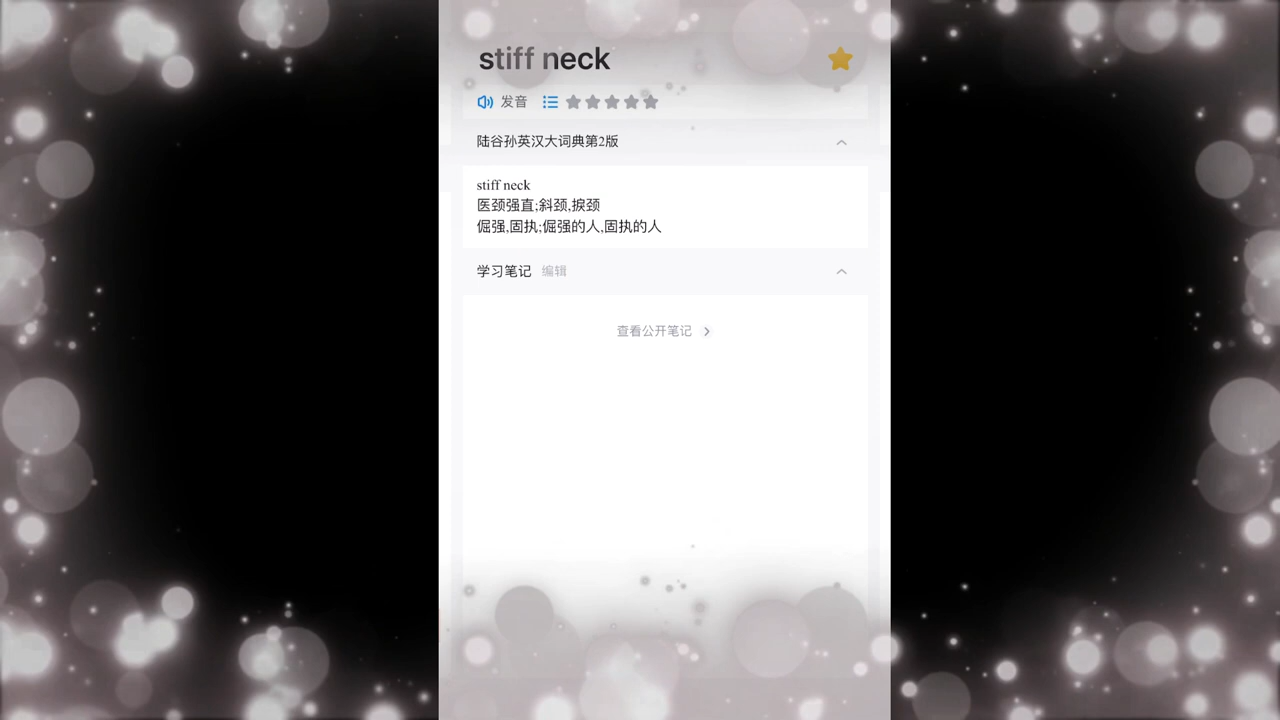 stiff neck
发音
陆谷孙英汉大词典第2版
stiff neck
医颈强直;斜颈,捩颈
倔强,固执;倔强的人,固执的人
学习笔记 编辑
查看公开笔记